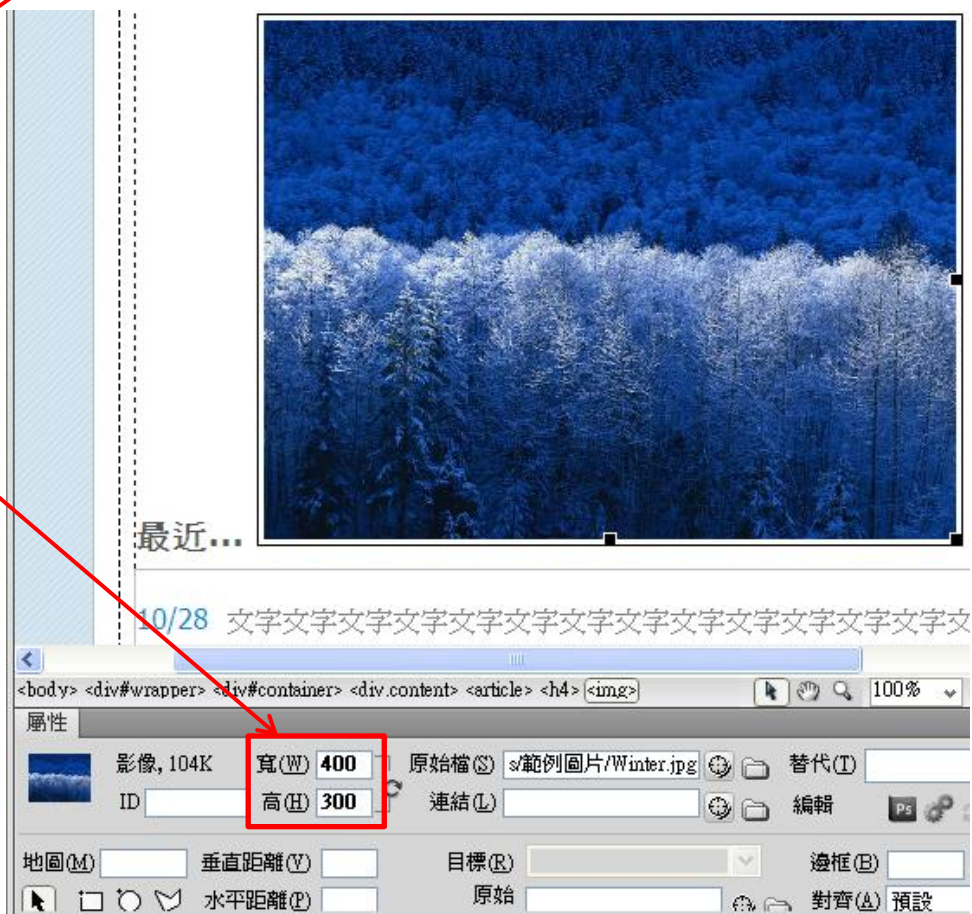 最近...
10/28 文字文字文字文字文字文字文字文字文字文字文字文字文字文
<body> <div#wrapper> <div#container> <div.content> <article> <h4> <img>
100%
屬性
影像, 104K 寬(W) 400 原始檔(S) s/範例圖片/Winter.jpg 替代(T)
ID 高(H) 300 連結(L) 編輯 Ps
地圖(M) 垂直距離(V) 目標(R) 邊框(B)
水平距離(P) 原始 對齊(A) 預設